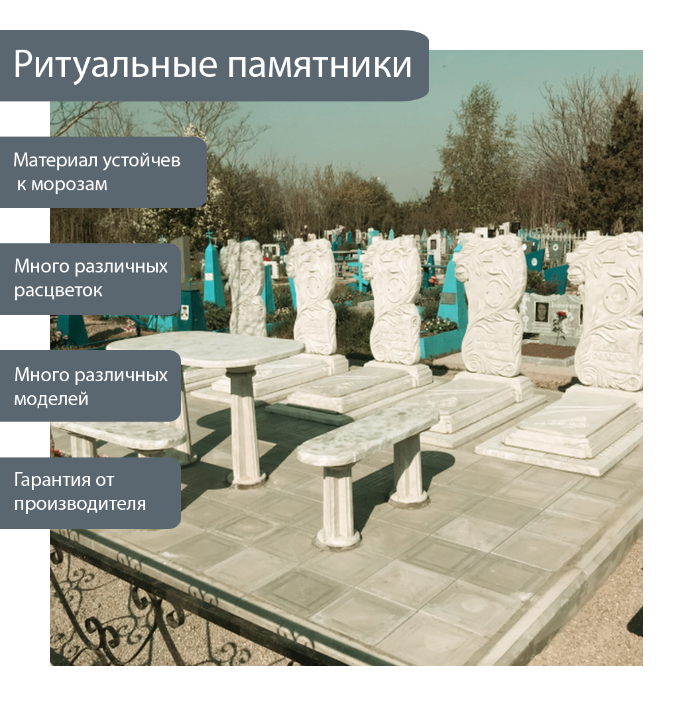 Ритуальные памятники
Материал устойчев
к морозам
Много различных
расцветок
Много различных
моделей
Гарантия от
производителя